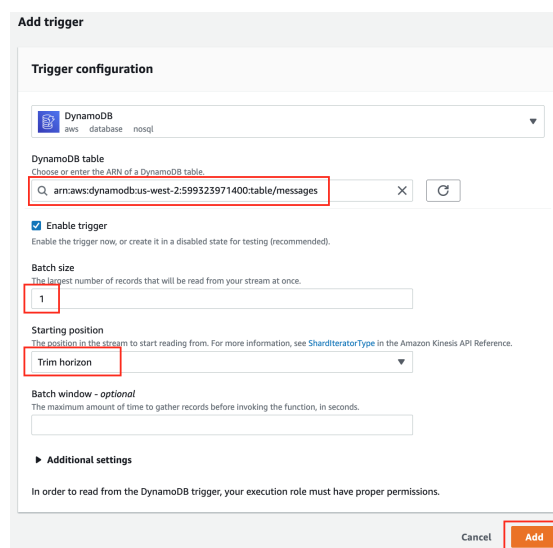 Add trigger
Trigger configuration
DynamoDB
aws database nosql
DynamoDB table
Choose or enter the ARN of a DynamoDB table.
arn:aws:dynamodb:us-west-2:599323971400:table/messages
Enable trigger
Enable the trigger now, or create it in a disabled state for testing (recommended).
Batch size
The largest number of records that will be read from your stream at once.
1
Starting position
The position in the stream to start reading from. For more information, see ShardIteratorType in the Amazon Kinesis API Reference.
Trim horizon
Batch window - optional
The maximum amount of time to gather records before invoking the function, in seconds.
Additional settings
In order to read from the DynamoDB trigger, your execution role must have proper permissions.
Cancel Add